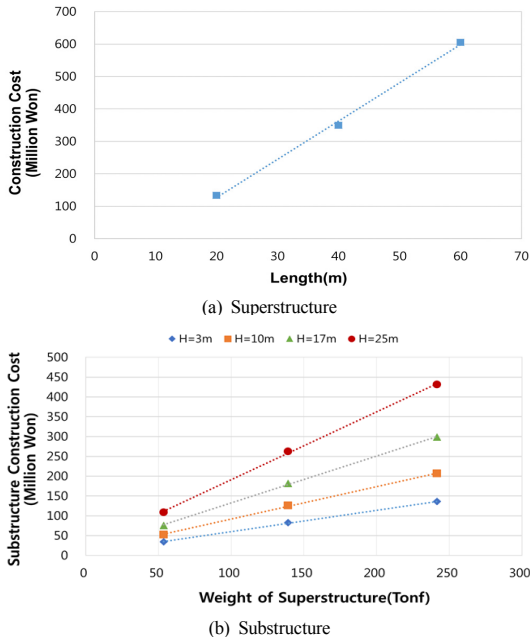 700
600
500
400
300
200
100
0
Construction Cost
(Million Won)
0 10 20 30 40 50 60 70
Length(m)
(a) Superstructure
H=3m H=10m H=17m H=25m
500
450
400
350
300
250
200
150
100
50
0
Substructure Construction Cost
(Million Won)
0 50 100 150 200 250 300
Weight of Superstructure(Tonf)
(b) Substructure